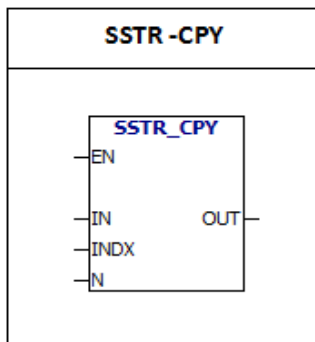 SSTR -CPY
SSTR_CPY
EN
IN OUT
INDX
N